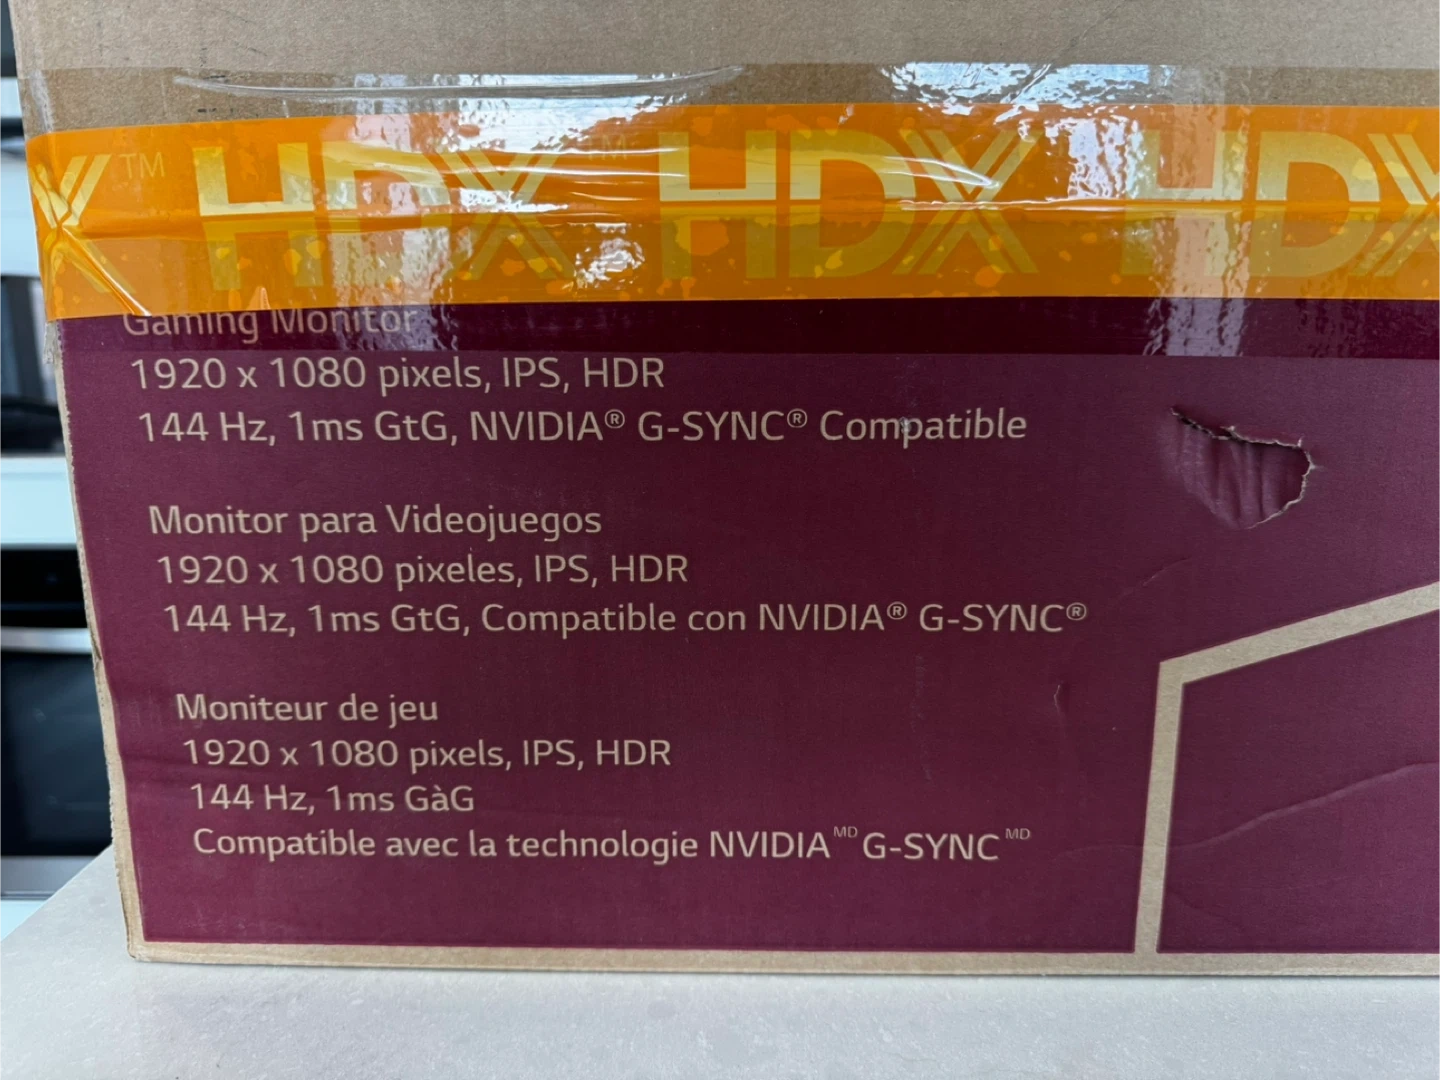 X™ HDX™ HDX HDX
Gaming Monitor
1920 x 1080 pixels, IPS, HDR
144 Hz, 1ms GtG, NVIDIA® G-SYNC® Compatible
Monitor para Videojuegos
1920 x 1080 pixeles, IPS, HDR
144 Hz, 1ms GtG, Compatible con NVIDIA® G-SYNC®
Moniteur de jeu
1920 x 1080 pixels, IPS, HDR
144 Hz, 1ms GàG
Compatible avec la technologie NVIDIA MD G-SYNC MD